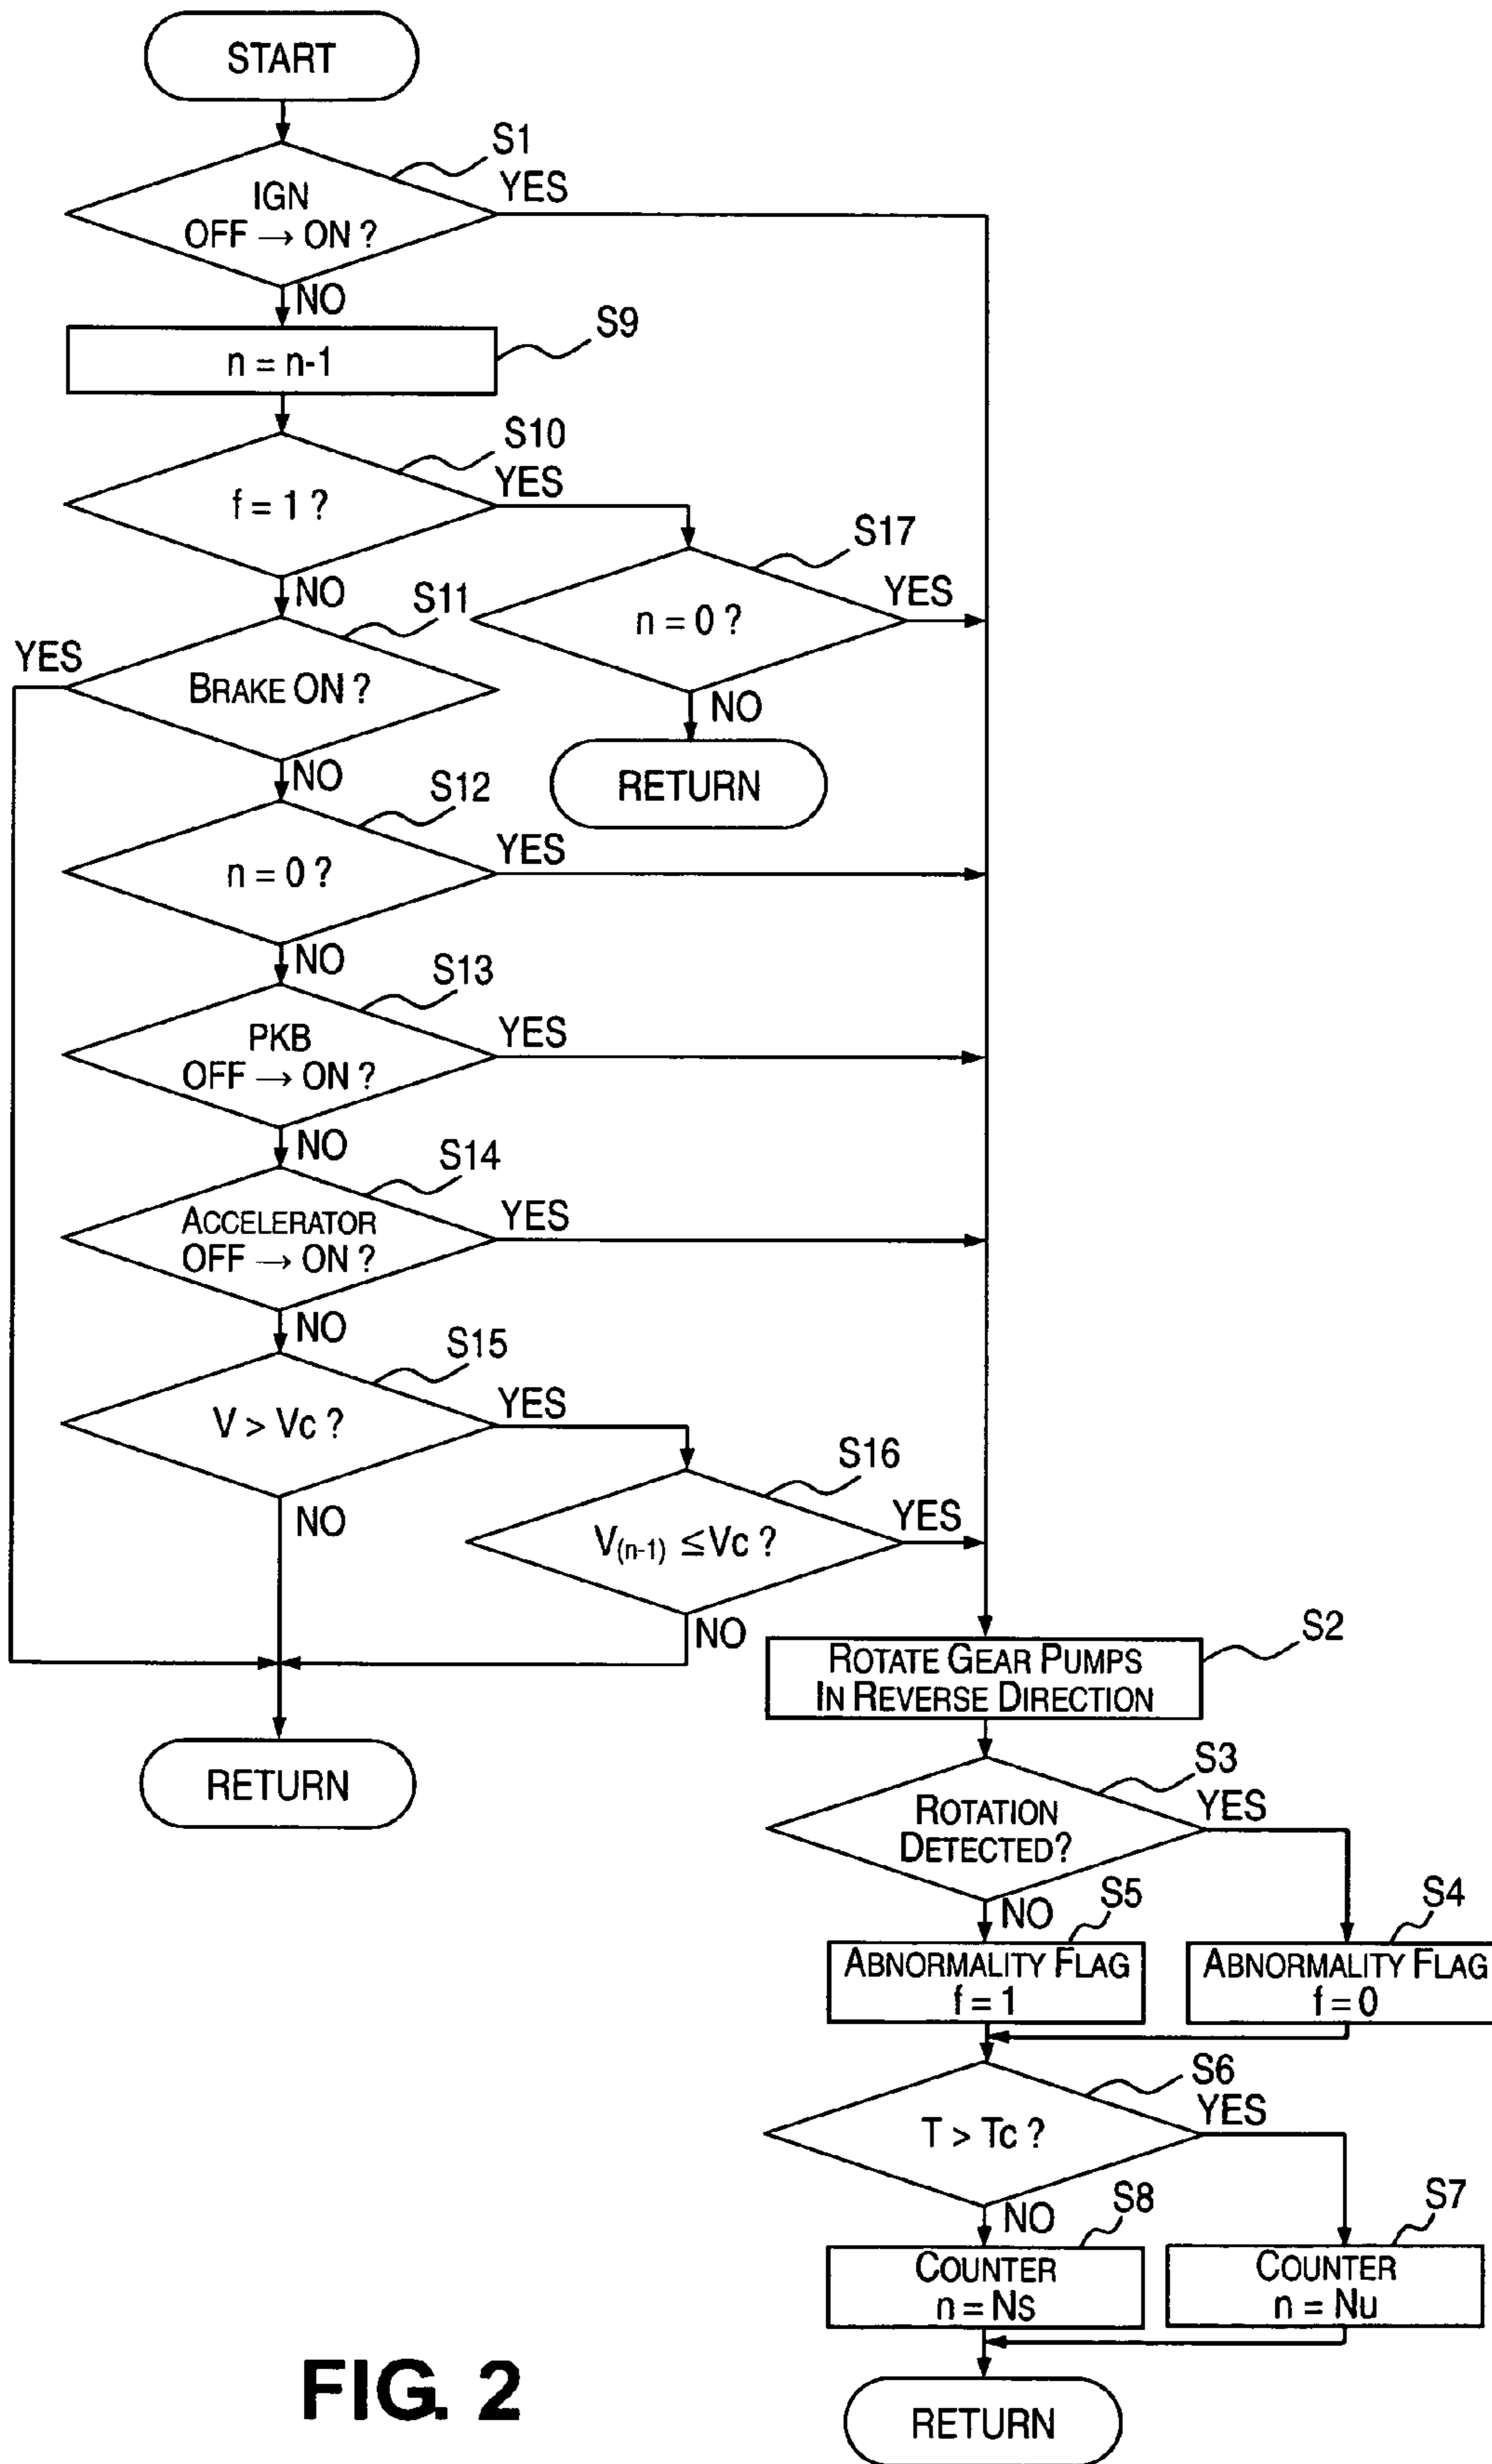 START
S1
YES
IGN
OFF → ON ?
NO
S9
n = n-1
S10
YES
f = 1 ?
S17
NO
S11
YES
n = 0 ?
YES
BRAKE ON ?
NO
NO
S12
RETURN
YES
n = 0 ?
NO
S13
YES
PKB
OFF → ON ?
NO
S14
YES
ACCELERATOR
OFF → ON ?
NO
S15
YES
V > Vc ?
S16
NO
YES
V(n-1) ≤ Vc ?
NO
S2
ROTATE GEAR PUMPS
IN REVERSE DIRECTION
RETURN
S3
YES
ROTATION
DETECTED?
NO
S5
S4
ABNORMALITY FLAG
f = 1
ABNORMALITY FLAG
f = 0
S6
YES
T > Tc ?
NO
S8
S7
COUNTER
n = Ns
COUNTER
n = Nu
RETURN
FIG. 2